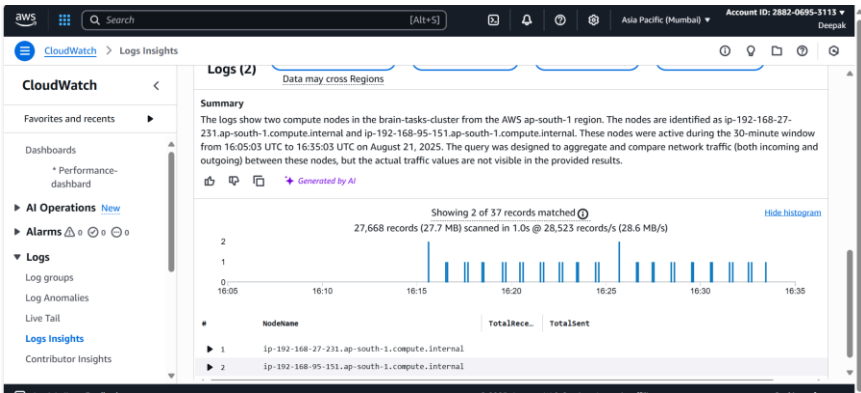 aws
Search
[Alt+S]
Asia Pacific (Mumbai) ▼
Account ID: 2882-0695-3113 ▼
Deepak
CloudWatch > Logs Insights
CloudWatch
Favorites and recents
Dashboards
* Performance-
dashbard
AI Operations New
Alarms 0 0 0
Logs
Log groups
Log Anomalies
Live Tail
Logs Insights
Contributor Insights
Logs (2)
Data may cross Regions
Summary
The logs show two compute nodes in the brain-tasks-cluster from the AWS ap-south-1 region. The nodes are identified as ip-192-168-27-
231.ap-south-1.compute.internal and ip-192-168-95-151.ap-south-1.compute.internal. These nodes were active during the 30-minute window
from 16:05:03 UTC to 16:35:03 UTC on August 21, 2025. The query was designed to aggregate and compare network traffic (both incoming and
outgoing) between these nodes, but the actual traffic values are not visible in the provided results.
Generated by AI
Showing 2 of 37 records matched
Hide histogram
27,668 records (27.7 MB) scanned in 1.0s @ 28,523 records/s (28.6 MB/s)
2
1
0
16:05 16:10 16:15 16:20 16:25 16:30 16:35
# NodeName TotalRece… TotalSent
1 ip-192-168-27-231.ap-south-1.compute.internal
2 ip-192-168-95-151.ap-south-1.compute.internal